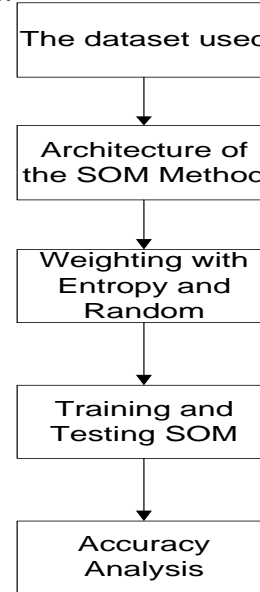 The dataset used
Architecture of
the SOM Method
Weighting with
Entropy and
Random
Training and
Testing SOM
Accuracy
Analysis